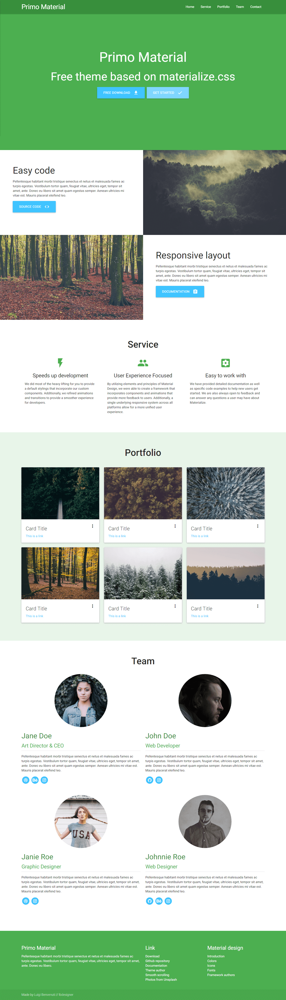 Primo Material
Home Service Portfolio Team Contact
Primo Material
Free theme based on materialize.css
FREE DOWNLOAD
GET STARTED
Easy code
Pellentesque habitant morbi tristique senectus et netus et malesuada fames ac
turpis egestas. Vestibulum tortor quam, feugiat vitae, ultricies eget, tempor sit
amet, ante. Donec eu libero sit amet quam egestas semper. Aenean ultricies mi
vitae est. Mauris placerat eleifend leo.
SOURCE CODE
Responsive layout
Pellentesque habitant morbi tristique senectus et netus et malesuada fames ac
turpis egestas. Vestibulum tortor quam, feugiat vitae, ultricies eget, tempor sit
amet, ante. Donec eu libero sit amet quam egestas semper. Aenean ultricies mi
vitae est. Mauris placerat eleifend leo.
DOCUMENTATION
Service
Speeds up development
We did most of the heavy lifting for you to provide
a default stylings that incorporate our custom
components. Additionally, we refined animations
and transitions to provide a smoother experience
for developers.
User Experience Focused
By utilizing elements and principles of Material
Design, we were able to create a framework that
incorporates components and animations that
provide more feedback to users. Additionally, a
single underlying responsive system across all
platforms allow for a more unified user
experience.
Easy to work with
We have provided detailed documentation as well
as specific code examples to help new users get
started. We are also always open to feedback and
can answer any questions a user may have about
Materialize.
Portfolio
Card Title
This is a link
Card Title
This is a link
Card Title
This is a link
Card Title
This is a link
Card Title
This is a link
Card Title
This is a link
Team
Jane Doe
Art Director & CEO
Pellentesque habitant morbi tristique senectus et netus et malesuada fames ac
turpis egestas. Vestibulum tortor quam, feugiat vitae, ultricies eget, tempor sit amet,
ante. Donec eu libero sit amet quam egestas semper. Aenean ultricies mi vitae est.
Mauris placerat eleifend leo.
Bē
John Doe
Web Developer
Pellentesque habitant morbi tristique senectus et netus et malesuada fames ac
turpis egestas. Vestibulum tortor quam, feugiat vitae, ultricies eget, tempor sit amet,
ante. Donec eu libero sit amet quam egestas semper. Aenean ultricies mi vitae est.
Mauris placerat eleifend leo.
USA
Janie Roe
Graphic Designer
Pellentesque habitant morbi tristique senectus et netus et malesuada fames ac
turpis egestas. Vestibulum tortor quam, feugiat vitae, ultricies eget, tempor sit amet,
ante. Donec eu libero sit amet quam egestas semper. Aenean ultricies mi vitae est.
Mauris placerat eleifend leo.
Johnnie Roe
Web Designer
Pellentesque habitant morbi tristique senectus et netus et malesuada fames ac
turpis egestas. Vestibulum tortor quam, feugiat vitae, ultricies eget, tempor sit amet,
ante. Donec eu libero sit amet quam egestas semper. Aenean ultricies mi vitae est.
Mauris placerat eleifend leo.
Bē
Primo Material
Pellentesque habitant morbi tristique senectus et netus et malesuada fames ac
turpis egestas. Vestibulum tortor quam, feugiat vitae, ultricies eget, tempor sit amet,
ante. Donec eu libero.
Link
Download
Github repository
Documentation
Theme author
Smooth scrolling
Photos from Unsplash
Material design
Introduction
Colors
Icons
Fonts
Framework authors
Made by Luigi Benvenuti // lbdesigner